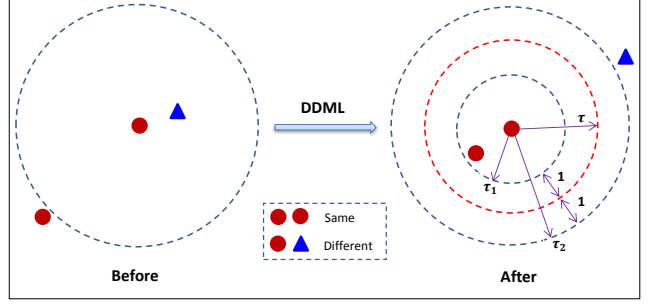 DDML
τ
1
τ₁
1
τ₂
Same
Different
Before
After